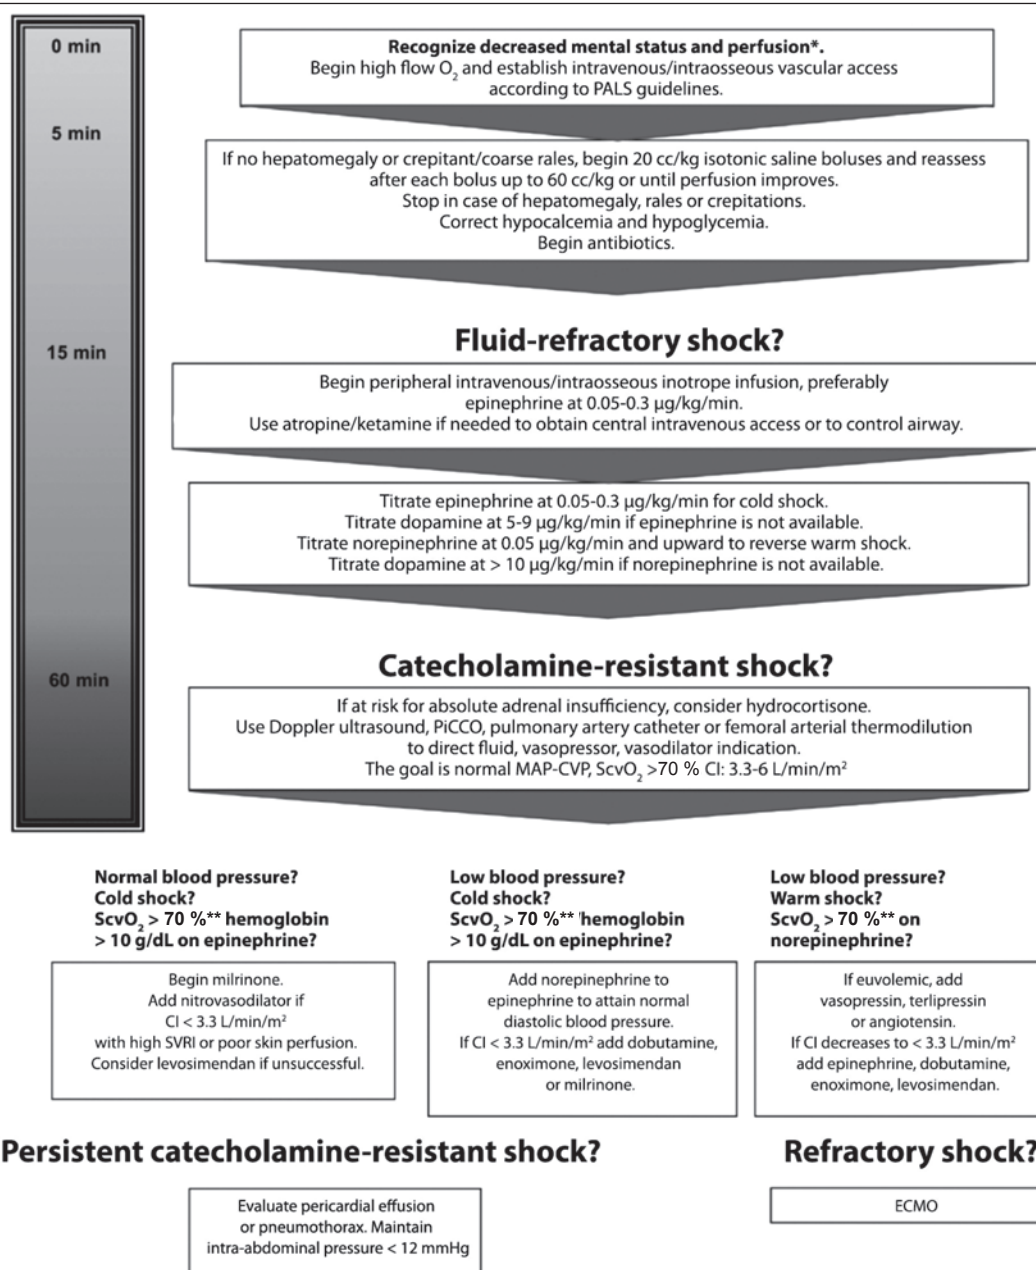 0 min
5 min
15 min
60 min
Recognize decreased mental status and perfusion*.
Begin high flow O₂ and establish intravenous/intraosseous vascular access
according to PALS guidelines.
If no hepatomegaly or crepitant/coarse rales, begin 20 cc/kg isotonic saline boluses and reassess
after each bolus up to 60 cc/kg or until perfusion improves.
Stop in case of hepatomegaly, rales or crepitations.
Correct hypocalcemia and hypoglycemia.
Begin antibiotics.
Fluid-refractory shock?
Begin peripheral intravenous/intraosseous inotrope infusion, preferably
epinephrine at 0.05-0.3 µg/kg/min.
Use atropine/ketamine if needed to obtain central intravenous access or to control airway.
Titrate epinephrine at 0.05-0.3 µg/kg/min for cold shock.
Titrate dopamine at 5-9 µg/kg/min if epinephrine is not available.
Titrate norepinephrine at 0.05 µg/kg/min and upward to reverse warm shock.
Titrate dopamine at > 10 µg/kg/min if norepinephrine is not available.
Catecholamine-resistant shock?
If at risk for absolute adrenal insufficiency, consider hydrocortisone.
Use Doppler ultrasound, PiCCO, pulmonary artery catheter or femoral arterial thermodilution
to direct fluid, vasopressor, vasodilator indication.
The goal is normal MAP-CVP, ScvO₂ >70 % CI: 3.3-6 L/min/m²
Normal blood pressure?
Cold shock?
ScvO₂ > 70 %** hemoglobin
> 10 g/dL on epinephrine?
Begin milrinone.
Add nitrovasodilator if
CI < 3.3 L/min/m²
with high SVRI or poor skin perfusion.
Consider levosimendan if unsuccessful.
Low blood pressure?
Cold shock?
ScvO₂ > 70 %** hemoglobin
> 10 g/dL on epinephrine?
Add norepinephrine to
epinephrine to attain normal
diastolic blood pressure.
If CI < 3.3 L/min/m² add dobutamine,
enoximone, levosimendan
or milrinone.
Low blood pressure?
Warm shock?
ScvO₂ > 70 %** on
norepinephrine?
If euvolemic, add
vasopressin, terlipressin
or angiotensin.
If CI decreases to < 3.3 L/min/m²
add epinephrine, dobutamine,
enoximone, levosimendan.
Persistent catecholamine-resistant shock?
Evaluate pericardial effusion
or pneumothorax. Maintain
intra-abdominal pressure < 12 mmHg
Refractory shock?
ECMO